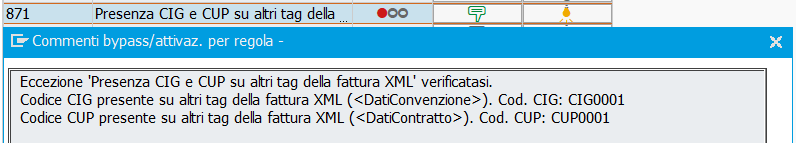 871 Presenza CIG e CUP su altri tag della ...
Commenti bypass/attivaz. per regola -
Eccezione 'Presenza CIG e CUP su altri tag della fattura XML' verificatasi.
Codice CIG presente su altri tag della fattura XML (<DatiConvenzione>). Cod. CIG: CIG0001
Codice CUP presente su altri tag della fattura XML (<DatiContratto>). Cod. CUP: CUP0001